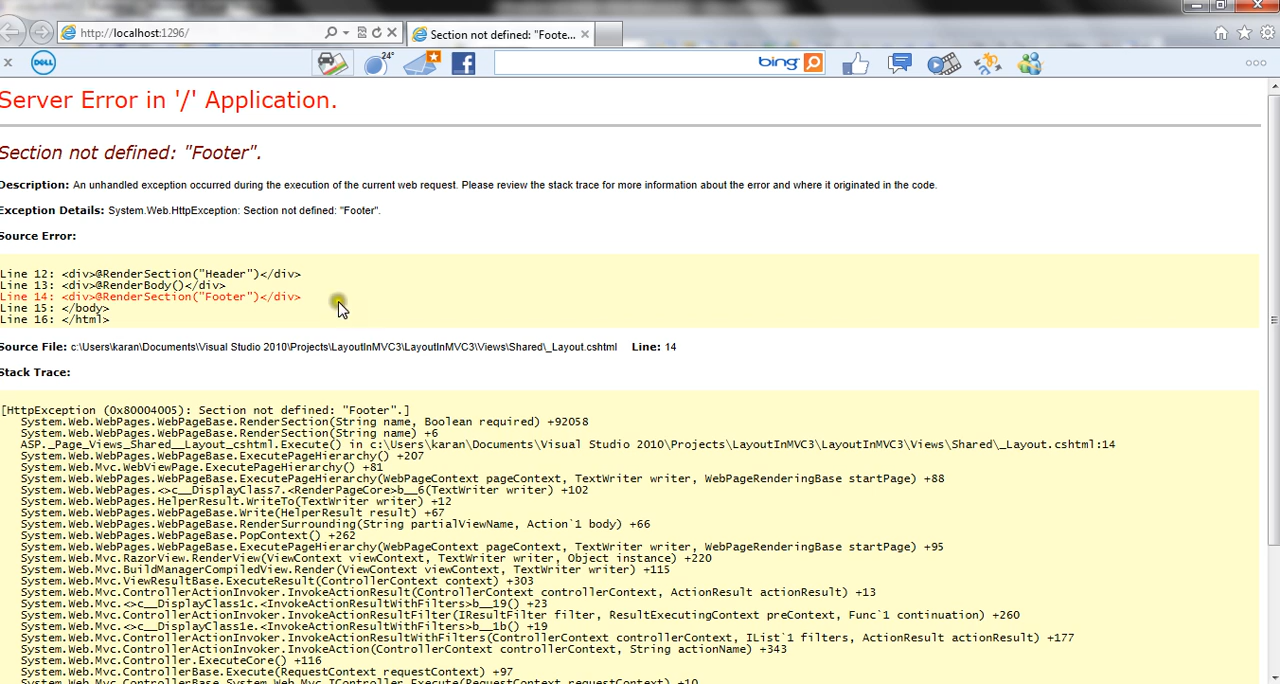 http://localhost:1296/
Section not defined: "Foote...
DELL
24°
bing
Server Error in '/' Application.
Section not defined: "Footer".
Description: An unhandled exception occurred during the execution of the current web request. Please review the stack trace for more information about the error and where it originated in the code.
Exception Details: System.Web.HttpException: Section not defined: "Footer".
Source Error:
Line 12: <div>@RenderSection("Header")</div>
Line 13: <div>@RenderBody()</div>
Line 14: <div>@RenderSection("Footer")</div>
Line 15: </body>
Line 16: </html>
Source File: c:\Users\karan\Documents\Visual Studio 2010\Projects\LayoutInMVC3\LayoutInMVC3\Views\Shared\_Layout.cshtml Line: 14
Stack Trace:
[HttpException (0x80004005): Section not defined: "Footer".]
System.Web.WebPages.WebPageBase.RenderSection(String name, Boolean required) +92058
System.Web.WebPages.WebPageBase.RenderSection(String name) +6
ASP._Page_Views_Shared__Layout_cshtml.Execute() in c:\Users\karan\Documents\Visual Studio 2010\Projects\LayoutInMVC3\LayoutInMVC3\Views\Shared\_Layout.cshtml:14
System.Web.WebPages.WebPageBase.ExecutePageHierarchy() +207
System.Web.Mvc.WebViewPage.ExecutePageHierarchy() +81
System.Web.WebPages.WebPageBase.ExecutePageHierarchy(WebPageContext pageContext, TextWriter writer, WebPageRenderingBase startPage) +88
System.Web.WebPages.<>c__DisplayClass7.<RenderPageCore>b__6(TextWriter writer) +102
System.Web.WebPages.HelperResult.WriteTo(TextWriter writer) +12
System.Web.WebPages.WebPageBase.Write(HelperResult result) +67
System.Web.WebPages.WebPageBase.RenderSurrounding(String partialViewName, Action`1 body) +66
System.Web.WebPages.WebPageBase.PopContext() +262
System.Web.WebPages.WebPageBase.ExecutePageHierarchy(WebPageContext pageContext, TextWriter writer, WebPageRenderingBase startPage) +95
System.Web.Mvc.RazorView.RenderView(ViewContext viewContext, TextWriter writer, Object instance) +220
System.Web.Mvc.BuildManagerCompiledView.Render(ViewContext viewContext, TextWriter writer) +115
System.Web.Mvc.ViewResultBase.ExecuteResult(ControllerContext context) +303
System.Web.Mvc.ControllerActionInvoker.InvokeActionResult(ControllerContext controllerContext, ActionResult actionResult) +13
System.Web.Mvc.<>c__DisplayClass1c.<InvokeActionResultWithFilters>b__19() +23
System.Web.Mvc.ControllerActionInvoker.InvokeActionResultFilter(IResultFilter filter, ResultExecutingContext preContext, Func`1 continuation) +260
System.Web.Mvc.<>c__DisplayClass1e.<InvokeActionResultWithFilters>b__1b() +19
System.Web.Mvc.ControllerActionInvoker.InvokeActionResultWithFilters(ControllerContext controllerContext, IList`1 filters, ActionResult actionResult) +177
System.Web.Mvc.ControllerActionInvoker.InvokeAction(ControllerContext controllerContext, String actionName) +343
System.Web.Mvc.Controller.ExecuteCore() +116
System.Web.Mvc.ControllerBase.Execute(RequestContext requestContext) +97
System.Web.Mvc.ControllerBase.System.Web.Mvc.IController.Execute(RequestContext requestContext) +10